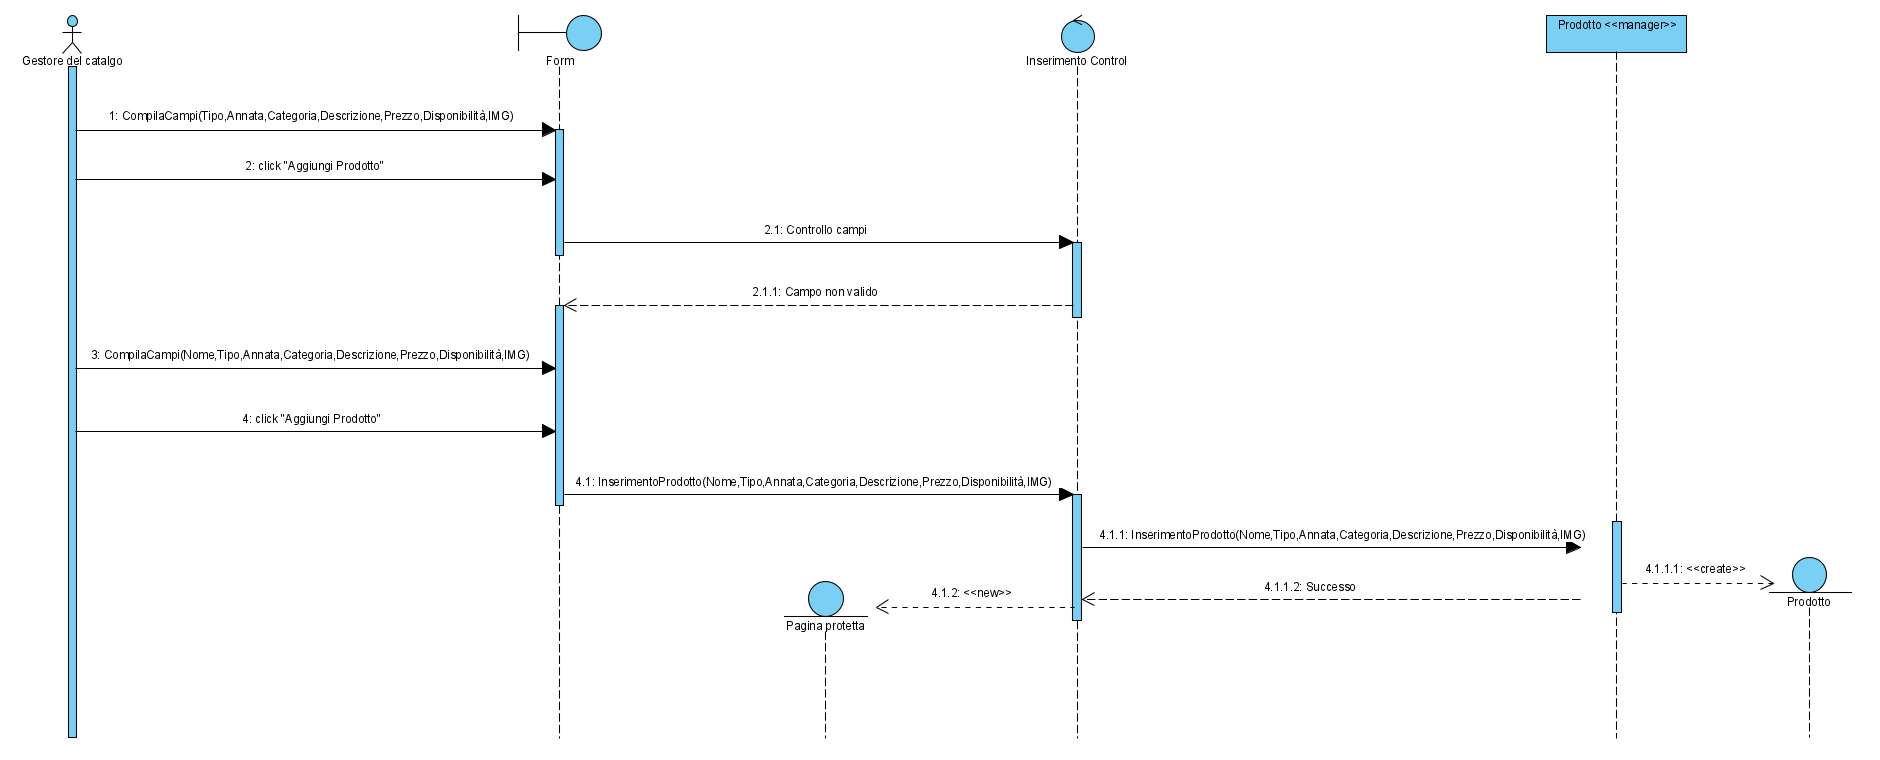 Prodotto <<manager>>
Gestore del catalgo
Form
Inserimento Control
1: CompilaCampi(Tipo,Annata,Categoria,Descrizione,Prezzo,Disponibilità,IMG)
2: click "Aggiungi Prodotto"
2.1: Controllo campi
2.1.1: Campo non valido
3: CompilaCampi(Nome,Tipo,Annata,Categoria,Descrizione,Prezzo,Disponibilità,IMG)
4: click "Aggiungi Prodotto"
4.1: InserimentoProdotto(Nome,Tipo,Annata,Categoria,Descrizione,Prezzo,Disponibilità,IMG)
4.1.1: InserimentoProdotto(Nome,Tipo,Annata,Categoria,Descrizione,Prezzo,Disponibilità,IMG)
4.1.1.1: <<create>>
4.1.1.2: Successo
4.1.2: <<new>>
Prodotto
Pagina protetta